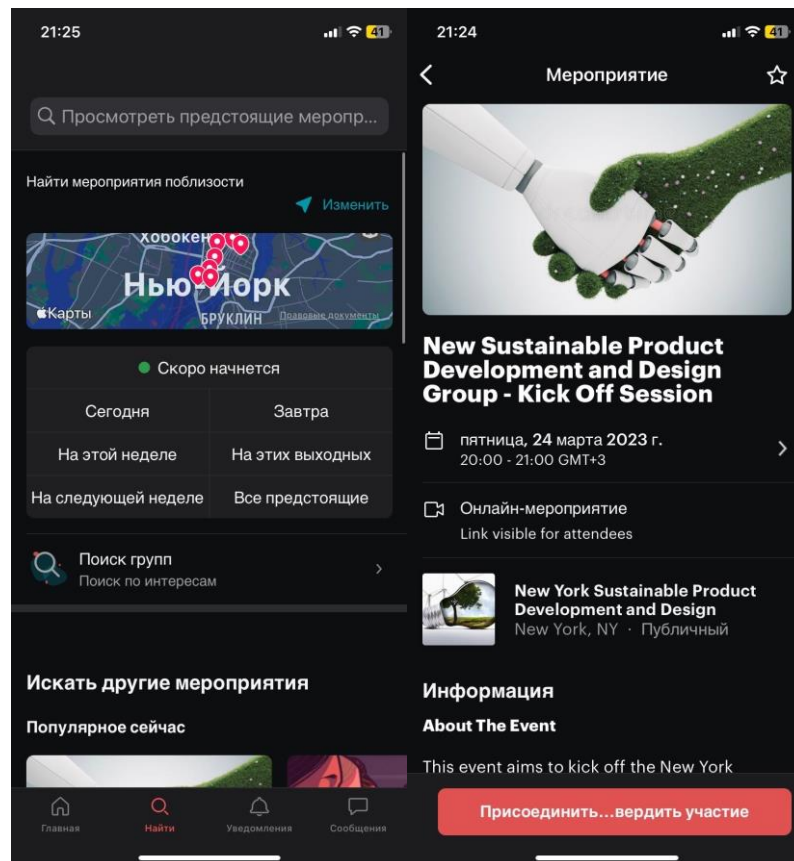 21:25
41
Просмотреть предстоящие меропр...
Найти мероприятия поблизости
Изменить
Хобокен
Нью-Йорк
БРУКЛИН
Карты
Правовые документы
Скоро начнется
Сегодня
Завтра
На этой неделе
На этих выходных
На следующей неделе
Все предстоящие
Поиск групп
Поиск по интересам
Искать другие мероприятия
Популярное сейчас
Главная
Найти
Уведомления
Сообщения
21:24
41
Мероприятие
New Sustainable Product
Development and Design
Group - Kick Off Session
пятница, 24 марта 2023 г.
20:00 - 21:00 GMT+3
Онлайн-мероприятие
Link visible for attendees
New York Sustainable Product
Development and Design
New York, NY · Публичный
Информация
About The Event
This event aims to kick off the New York
Присоединить...вердить участие